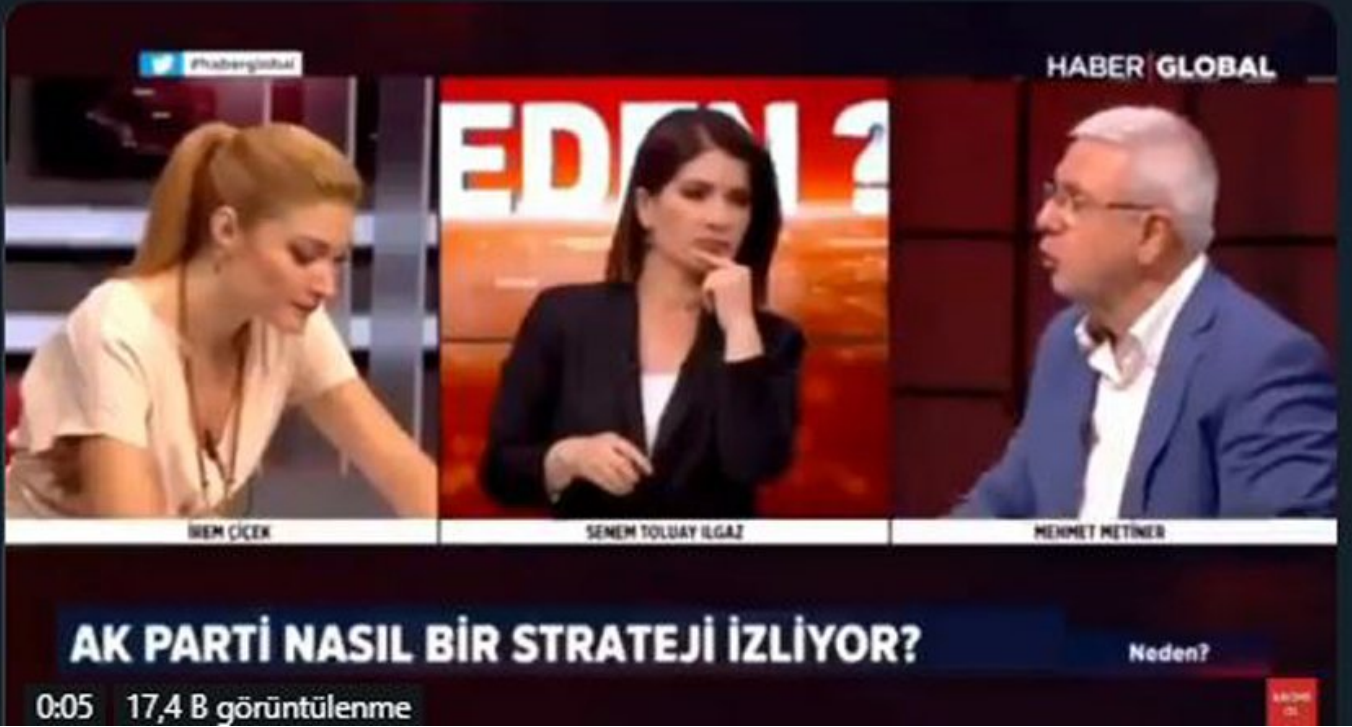 #haberglobal
HABER GLOBAL
EDEN ?
İREM ÇİÇEK
SENEM TOLUAY ILGAZ
MEHMET METİNER
AK PARTİ NASIL BİR STRATEJİ İZLİYOR?
Neden?
0:05
17,4 B görüntülenme